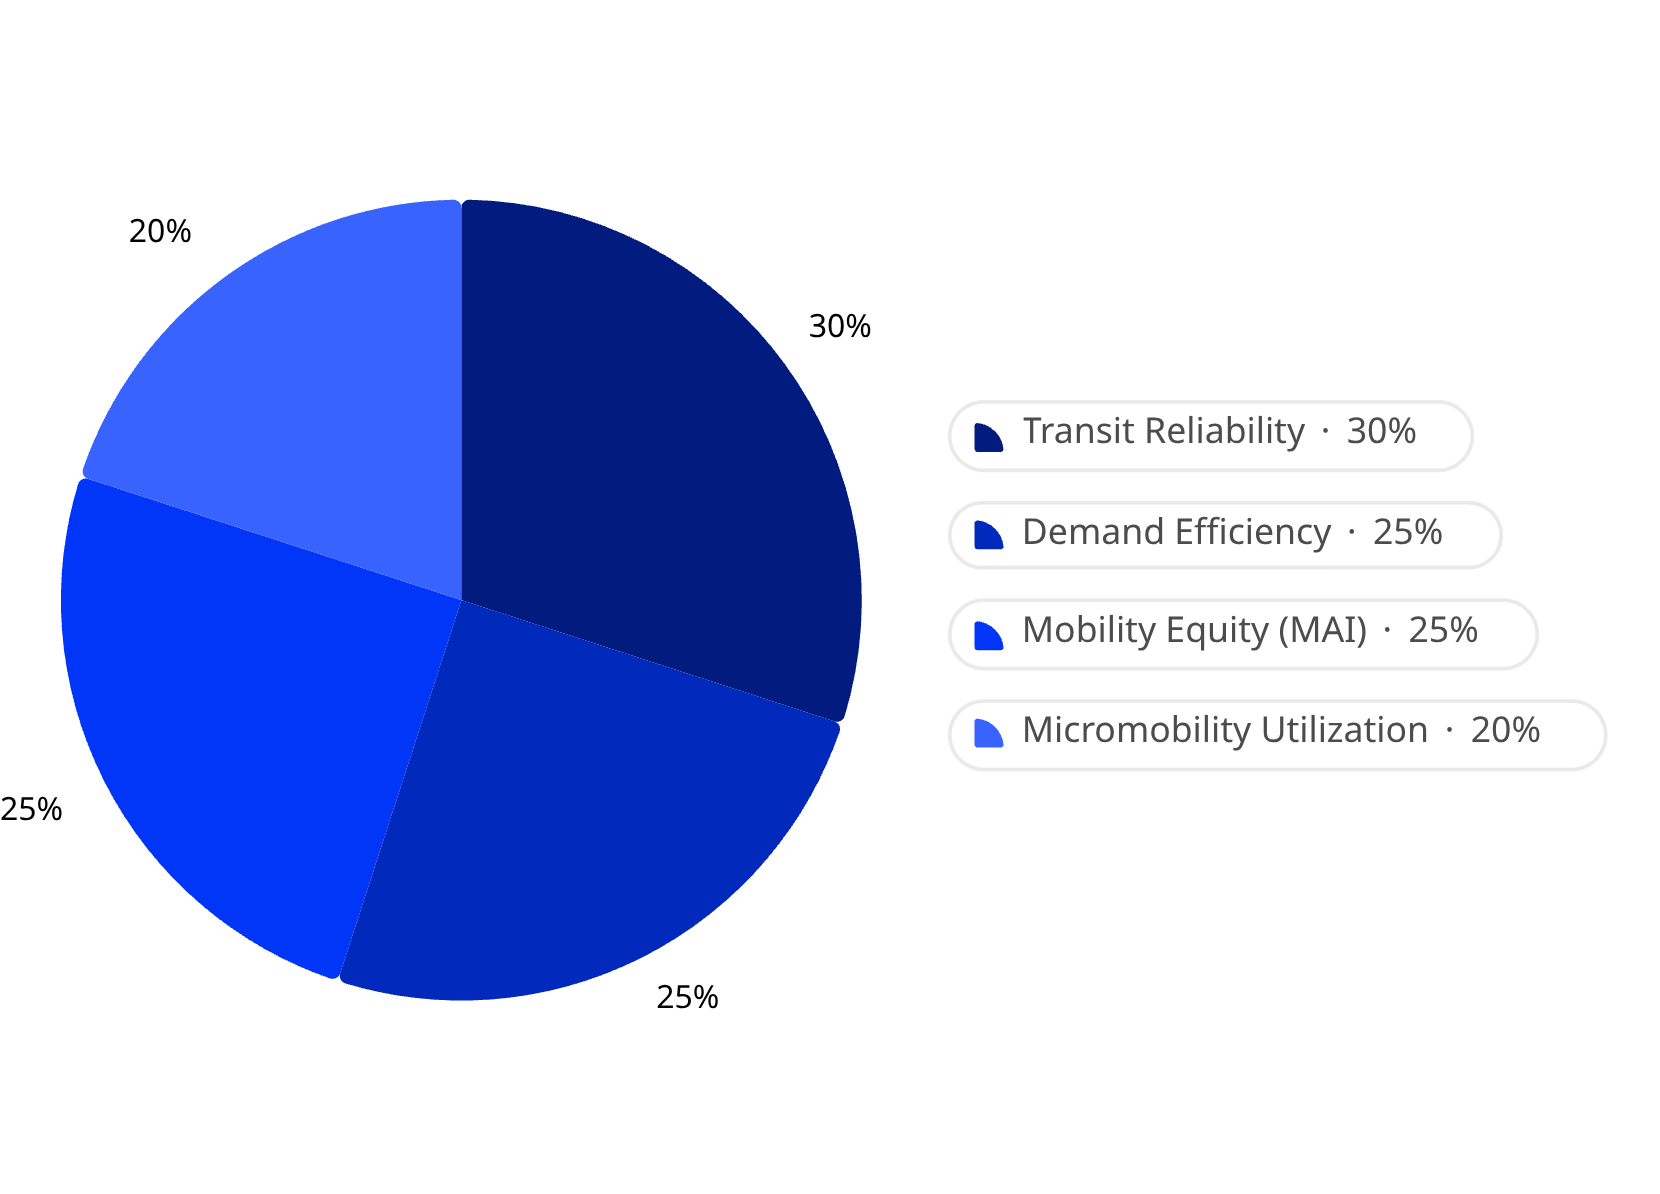 20%
30%
25%
25%
Transit Reliability · 30%
Demand Efficiency · 25%
Mobility Equity (MAI) · 25%
Micromobility Utilization · 20%